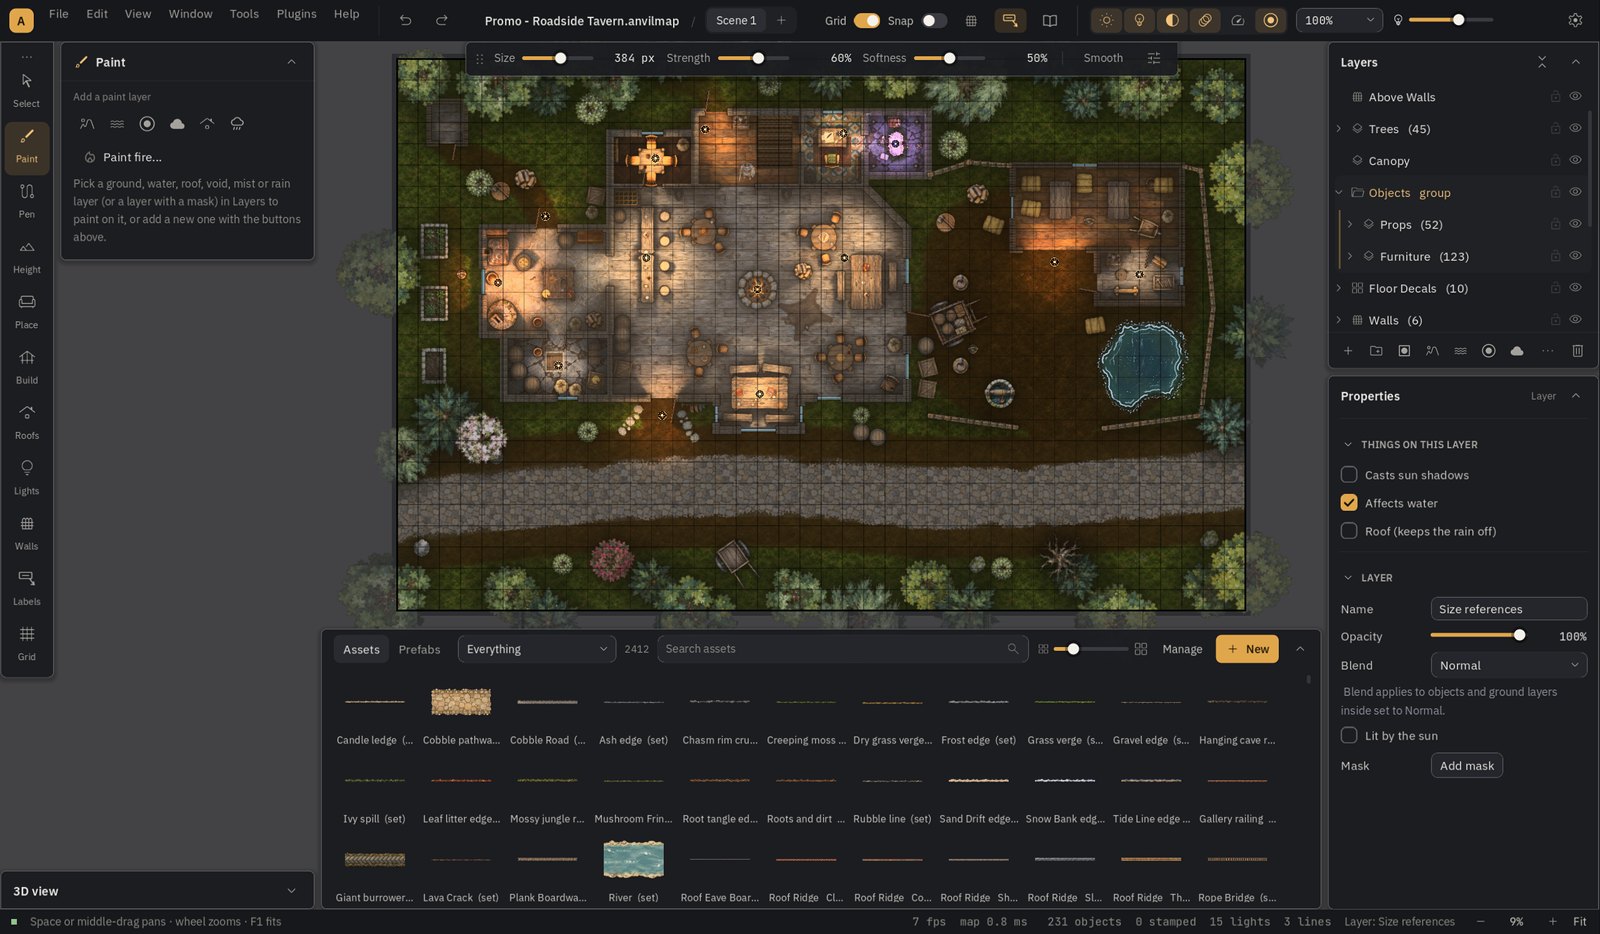 A File Edit View Window Tools Plugins Help Promo - Roadside Tavern.anvilmap / Scene 1 + Grid Snap 100%
Size 384 px Strength 60% Softness 50% Smooth
Select
Paint
Pen
Height
Place
Build
Roofs
Lights
Walls
Labels
Grid
Paint
Add a paint layer
Paint fire...
Pick a ground, water, roof, void, mist or rain
layer (or a layer with a mask) in Layers to
paint on it, or add a new one with the buttons
above.
3D view
Layers
Above Walls
Trees (45)
Canopy
Objects group
Props (52)
Furniture (123)
Floor Decals (10)
Walls (6)
Properties Layer
THINGS ON THIS LAYER
Casts sun shadows
Affects water
Roof (keeps the rain off)
LAYER
Name Size references
Opacity 100%
Blend Normal
Blend applies to objects and ground layers
inside set to Normal.
Lit by the sun
Mask Add mask
Assets Prefabs Everything 2412 Search assets Manage + New
Candle ledge (... Cobble pathwa... Cobble Road (... Ash edge (set) Chasm rim cru... Creeping moss ... Dry grass verge... Frost edge (set) Grass verge (s... Gravel edge (s... Hanging cave r...
Ivy spill (set) Leaf litter edge... Mossy jungle r... Mushroom Frin... Root tangle ed... Roots and dirt ... Rubble line (set) Sand Drift edge... Snow Bank edg... Tide Line edge ... Gallery railing ...
Giant burrower... Lava Crack (set) Plank Boardwa... River (set) Roof Eave Boar... Roof Ridge Cl... Roof Ridge Co... Roof Ridge Sh... Roof Ridge Sl... Roof Ridge Th... Rope Bridge (s...
Space or middle-drag pans · wheel zooms · F1 fits 7 fps map 0.8 ms 231 objects 0 stamped 15 lights 3 lines Layer: Size references − 9% + Fit